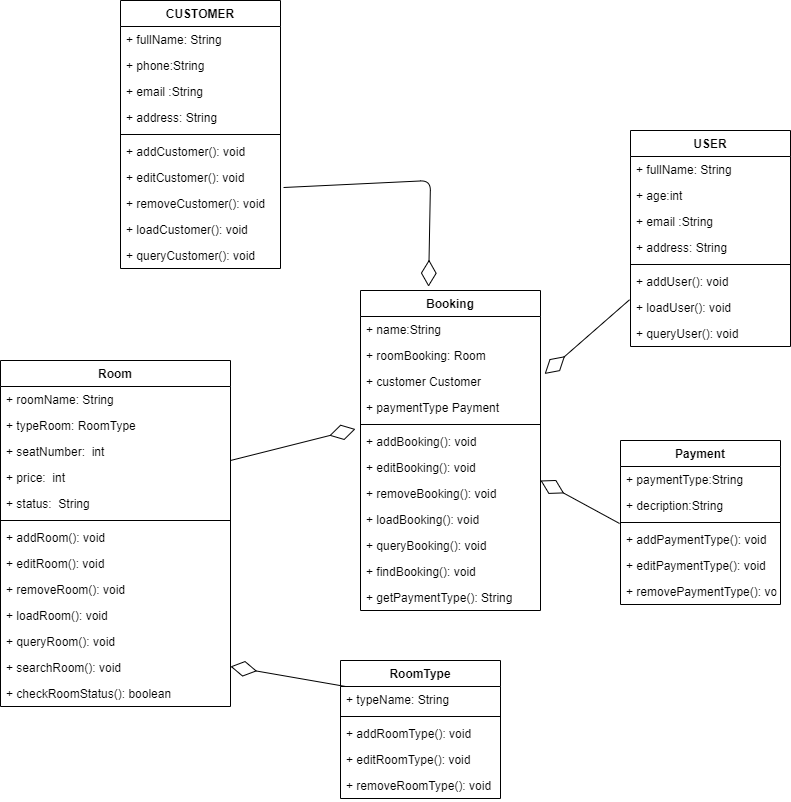 CUSTOMER
+ fullName: String
+ phone:String
+ email :String
+ address: String
+ addCustomer(): void
+ editCustomer(): void
+ removeCustomer(): void
+ loadCustomer(): void
+ queryCustomer(): void
USER
+ fullName: String
+ age:int
+ email :String
+ address: String
+ addUser(): void
+ loadUser(): void
+ queryUser(): void
Booking
+ name:String
+ roomBooking: Room
+ customer Customer
+ paymentType Payment
+ addBooking(): void
+ editBooking(): void
+ removeBooking(): void
+ loadBooking(): void
+ queryBooking(): void
+ findBooking(): void
+ getPaymentType(): String
Room
+ roomName: String
+ typeRoom: RoomType
+ seatNumber:  int
+ price:  int
+ status:  String
+ addRoom(): void
+ editRoom(): void
+ removeRoom(): void
+ loadRoom(): void
+ queryRoom(): void
+ searchRoom(): void
+ checkRoomStatus(): boolean
Payment
+ paymentType:String
+ decription:String
+ addPaymentType(): void
+ editPaymentType(): void
+ removePaymentType(): vo
RoomType
+ typeName: String
+ addRoomType(): void
+ editRoomType(): void
+ removeRoomType(): void